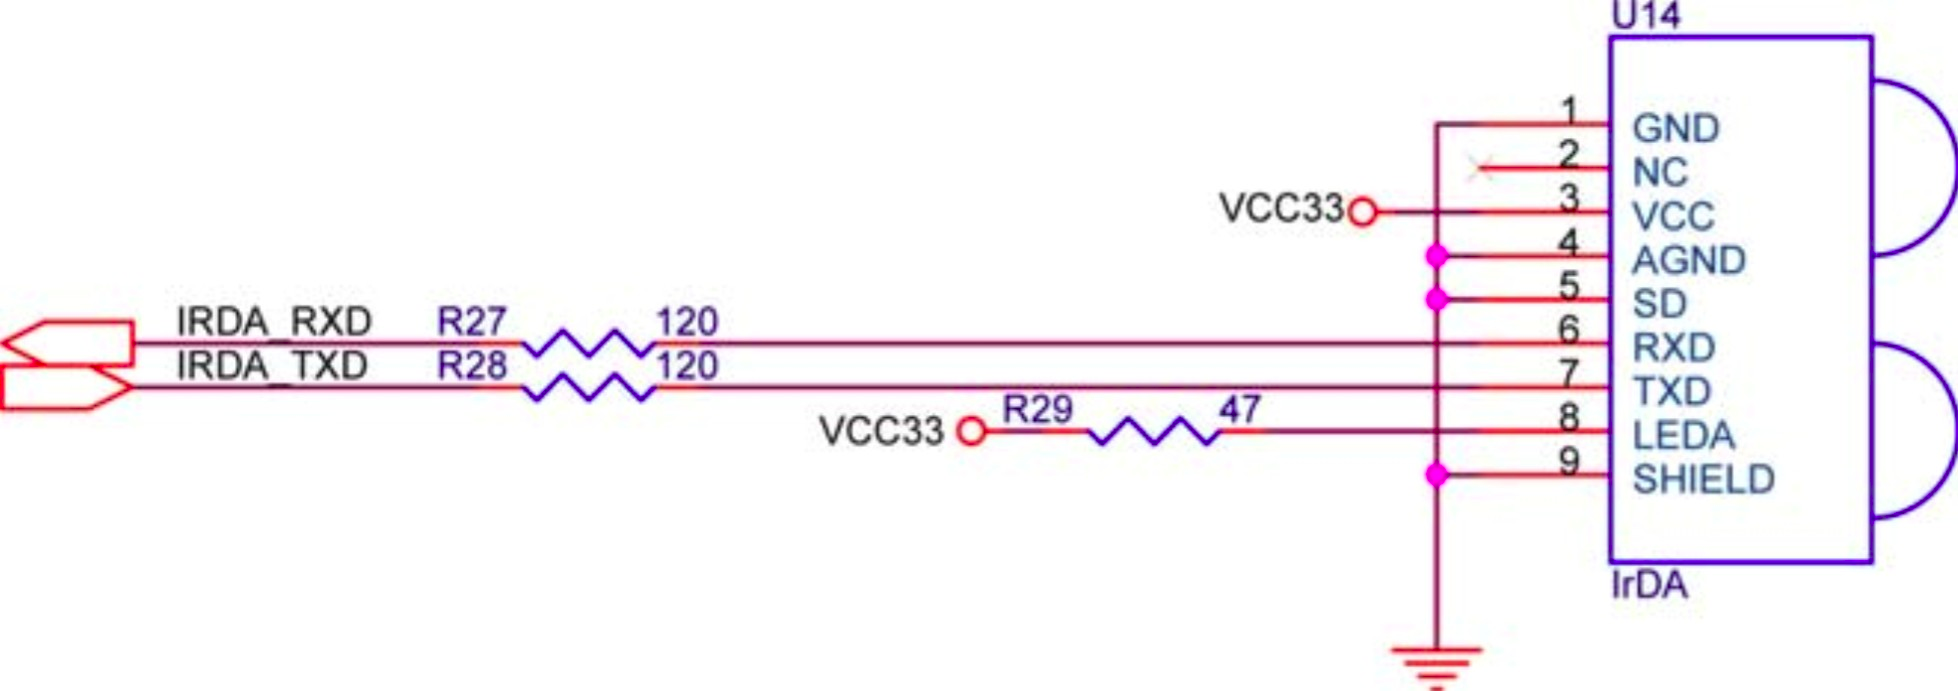 U14
1 GND
2 NC
VCC33 3 VCC
4 AGND
5 SD
IRDA_RXD R27 120 6 RXD
IRDA_TXD R28 120 7 TXD
VCC33 R29 47 8 LEDA
9 SHIELD
IrDA